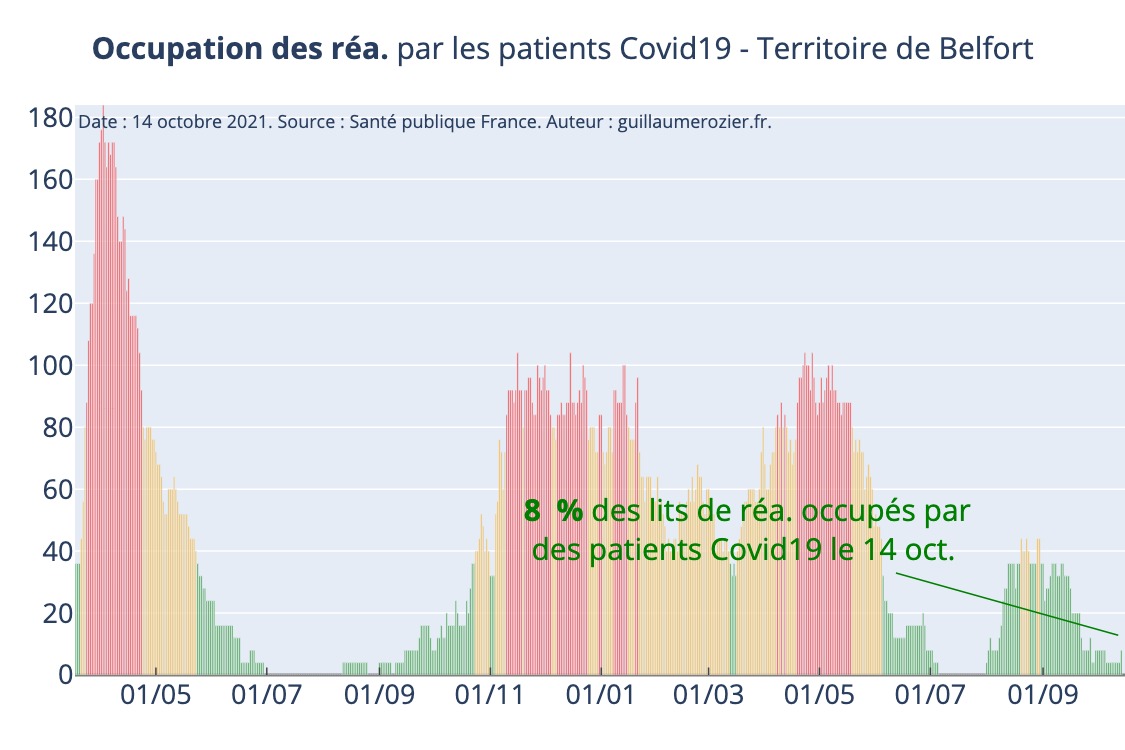 Occupation des réa. par les patients Covid19 - Territoire de Belfort
180
Date : 14 octobre 2021. Source : Santé publique France. Auteur : guillaumerozier.fr.
160
140
120
100
80
60
8 % des lits de réa. occupés par
des patients Covid19 le 14 oct.
40
20
0
01/05 01/07 01/09 01/11 01/01 01/03 01/05 01/07 01/09